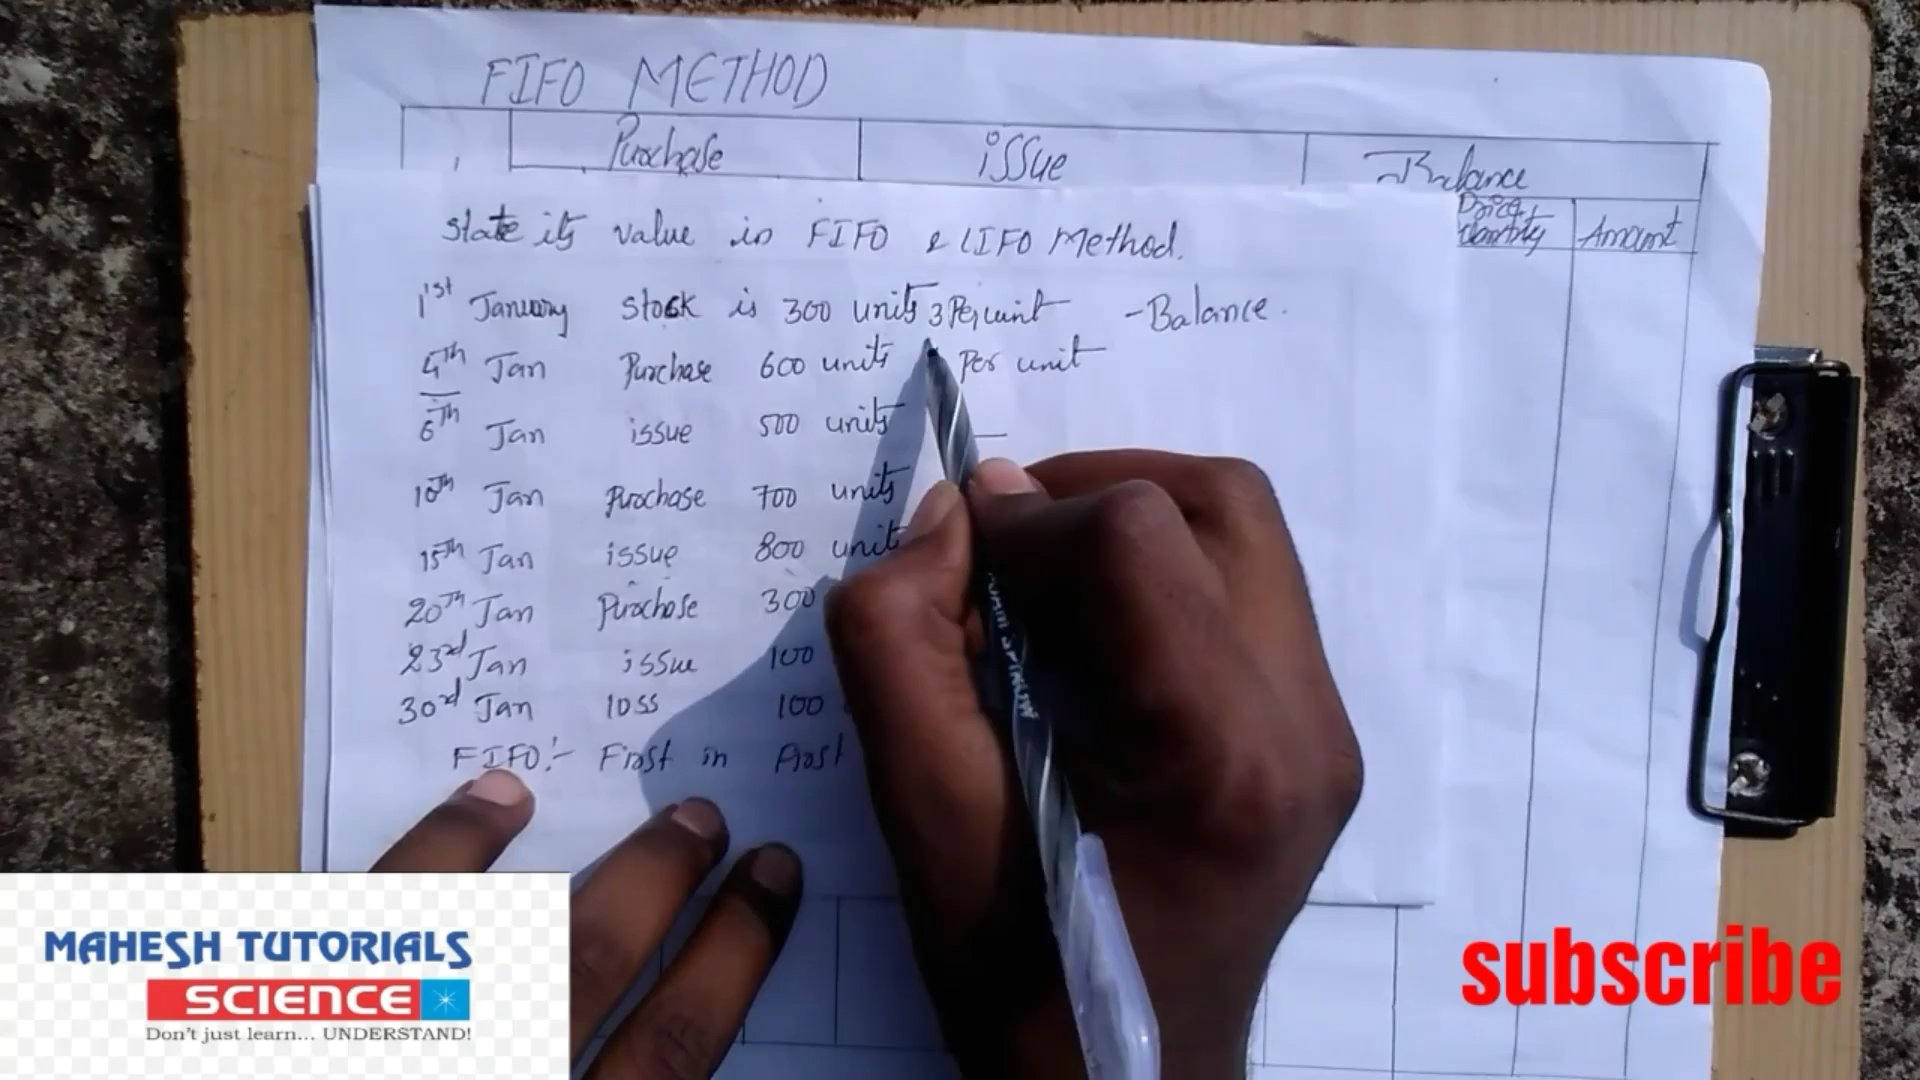 FIFO METHOD
Purchase issue Balance
Amount
State its value in FIFO & LIFO Method.
1st January stock is 300 units 3 Per unit - Balance.
4th Jan Purchase 600 units Per unit
6th Jan issue 500 units
10th Jan purchase 700 units
15th Jan issue 800 units
20th Jan purchase 300
23rd Jan issue 100
30rd Jan loss 100
FIFO:- First in First
MAHESH TUTORIALS
SCIENCE
Don't just learn... UNDERSTAND!
subscribe